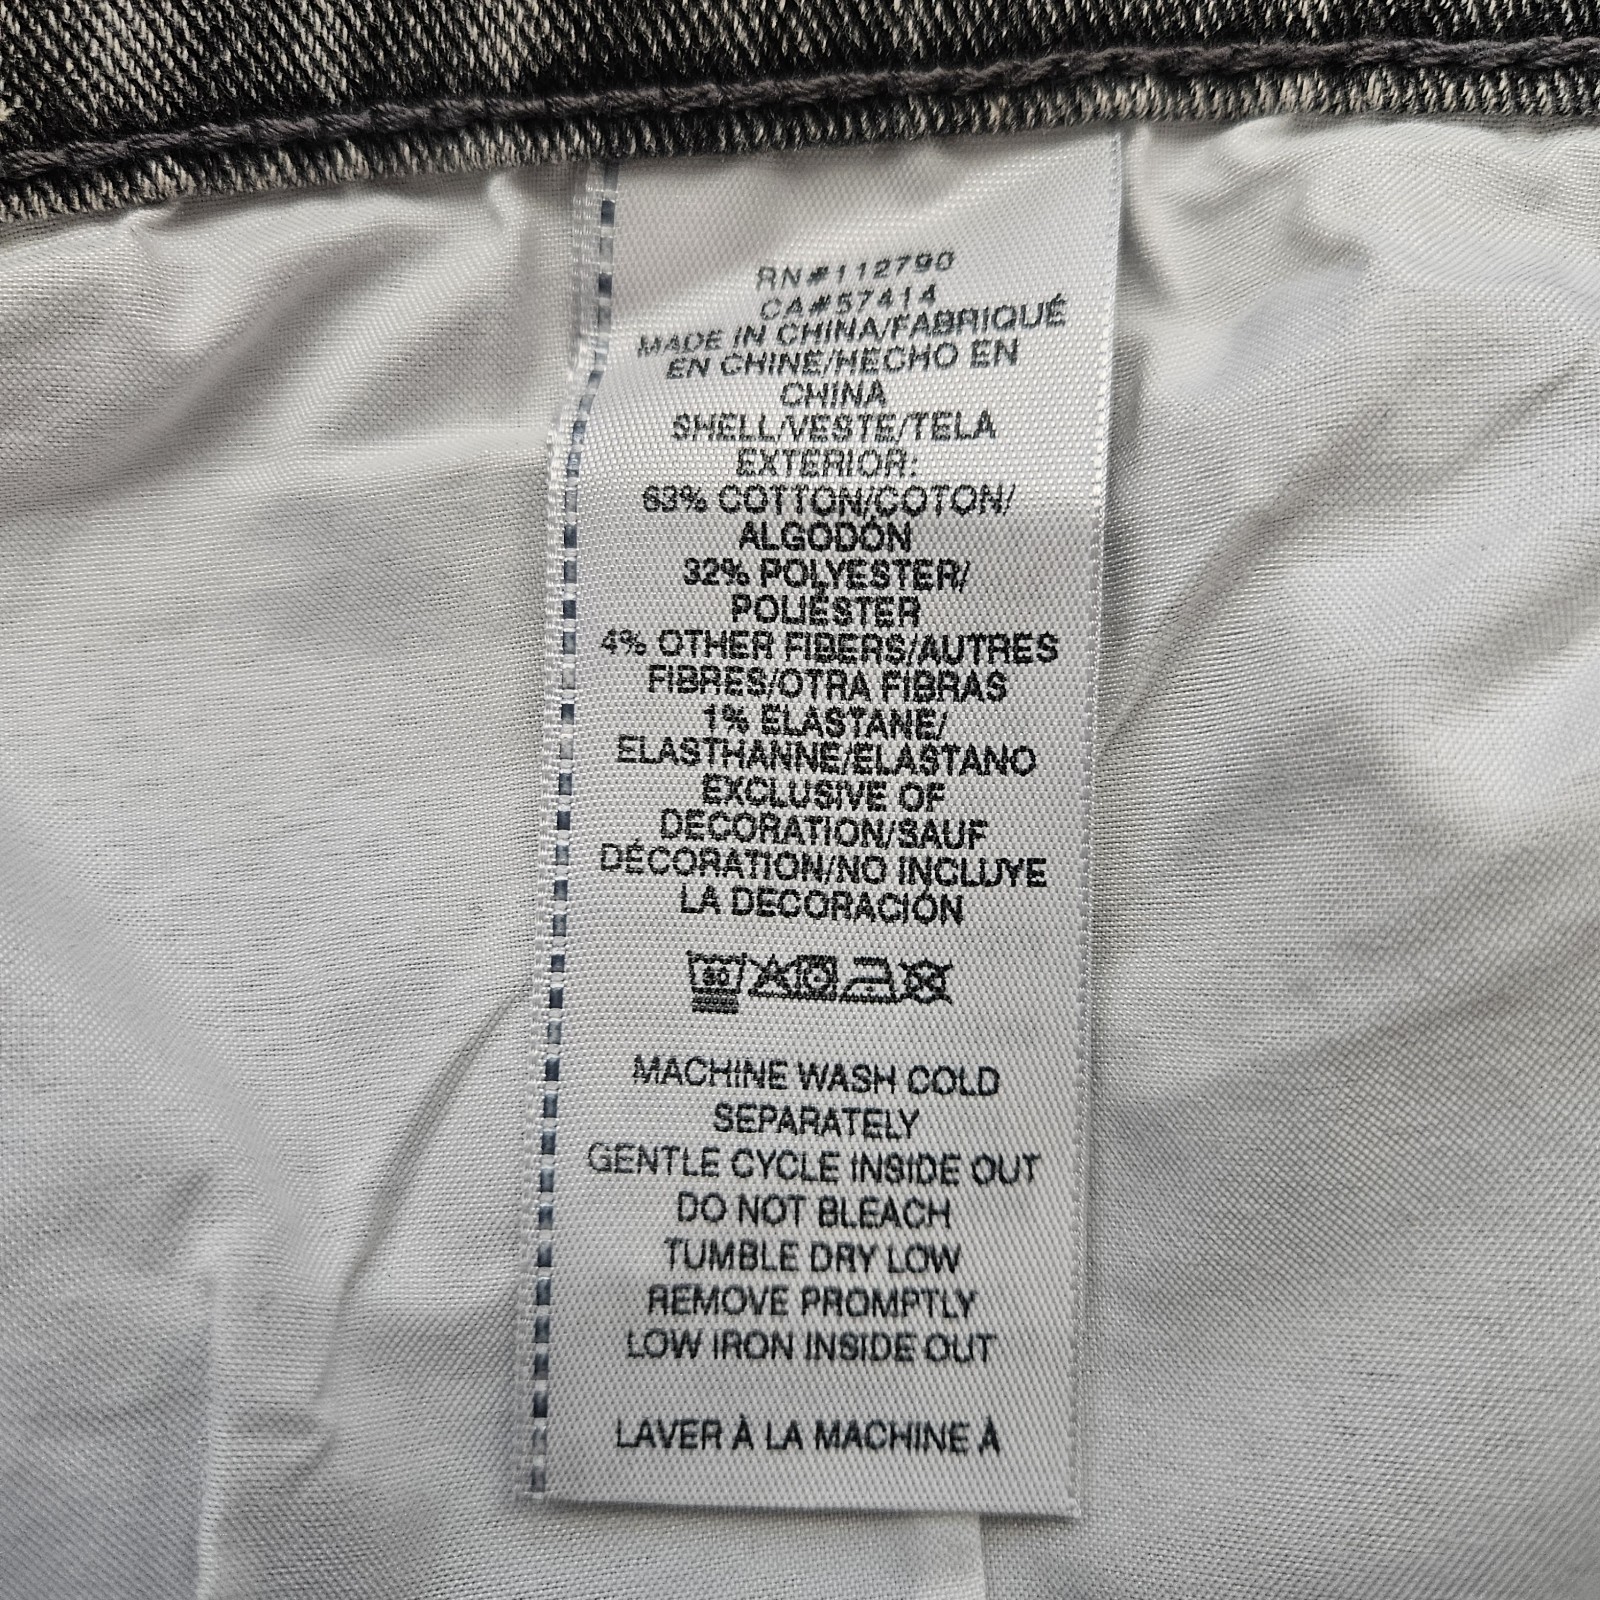 RN#112790
CA#57414
MADE IN CHINA/FABRIQUÉ
EN CHINE/HECHO EN
CHINA
SHELL/VESTE/TELA
EXTERIOR:
63% COTTON/COTON/
ALGODÓN
32% POLYESTER/
POLIÉSTER
4% OTHER FIBERS/AUTRES
FIBRES/OTRA FIBRAS
1% ELASTANE/
ELASTHANNE/ELASTANO
EXCLUSIVE OF
DECORATION/SAUF
DÉCORATION/NO INCLUYE
LA DECORACIÓN
MACHINE WASH COLD
SEPARATELY
GENTLE CYCLE INSIDE OUT
DO NOT BLEACH
TUMBLE DRY LOW
REMOVE PROMPTLY
LOW IRON INSIDE OUT
LAVER À LA MACHINE À